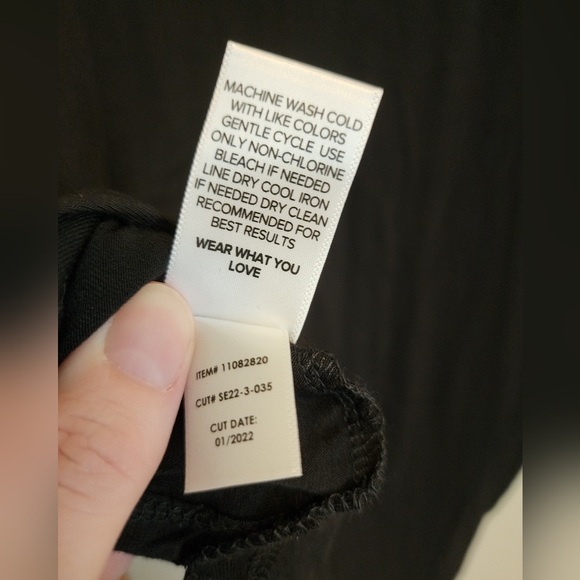 MACHINE WASH COLD
WITH LIKE COLORS
GENTLE CYCLE USE
ONLY NON-CHLORINE
BLEACH IF NEEDED
LINE DRY COOL IRON
IF NEEDED DRY CLEAN
RECOMMENDED FOR
BEST RESULTS
WEAR WHAT YOU
LOVE
ITEM# 11082820
CUT# SE22-3-035
CUT DATE:
01/2022